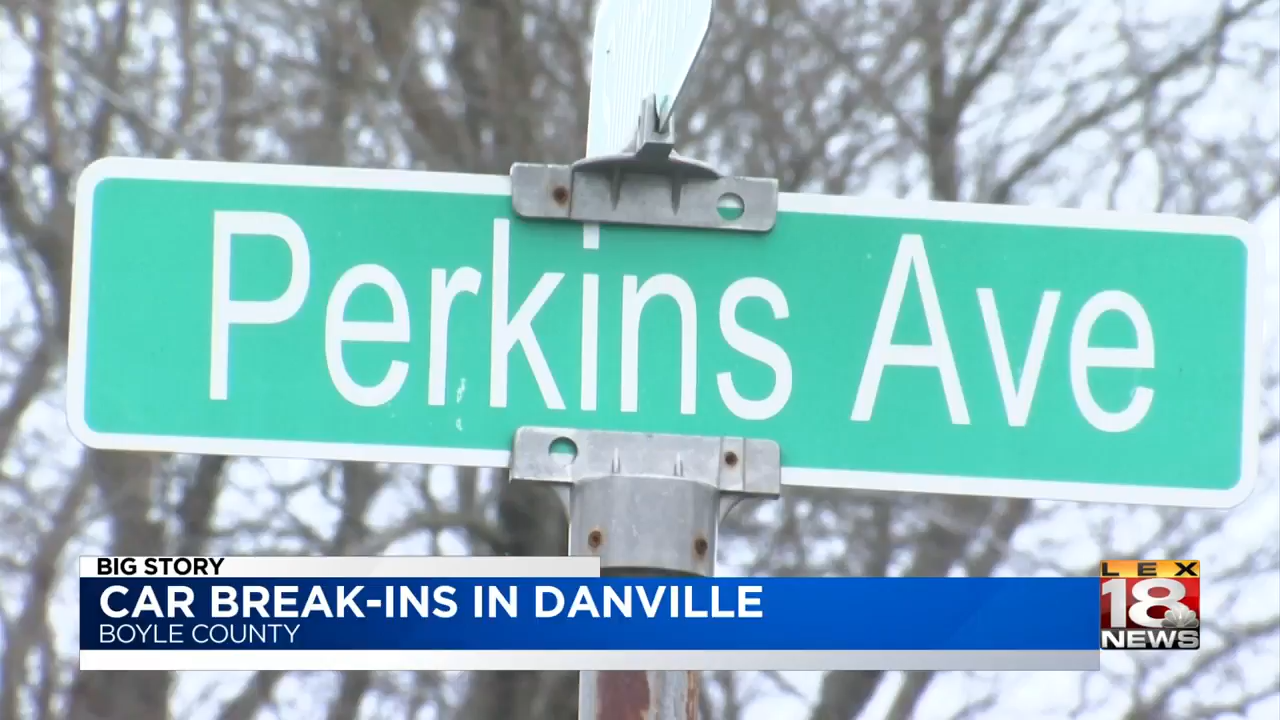 Perkins Ave
BIG STORY
CAR BREAK-INS IN DANVILLE
BOYLE COUNTY
LEX
18
NEWS